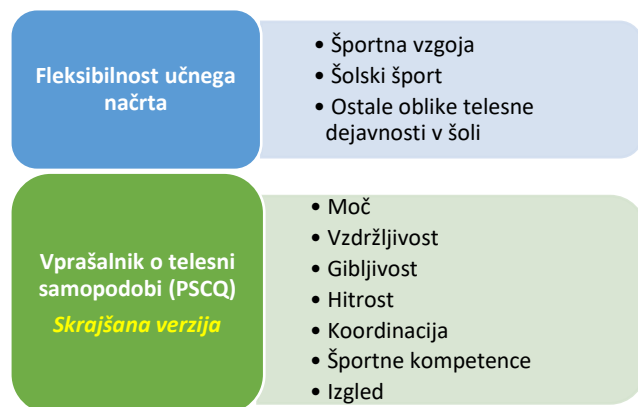 Fleksibilnost učnega
načrta
• Športna vzgoja
• Šolski šport
• Ostale oblike telesne
dejavnosti v šoli
Vprašalnik o telesni
samopodobi (PSCQ)
Skrajšana verzija
• Moč
• Vzdržljivost
• Gibljivost
• Hitrost
• Koordinacija
• Športne kompetence
• Izgled